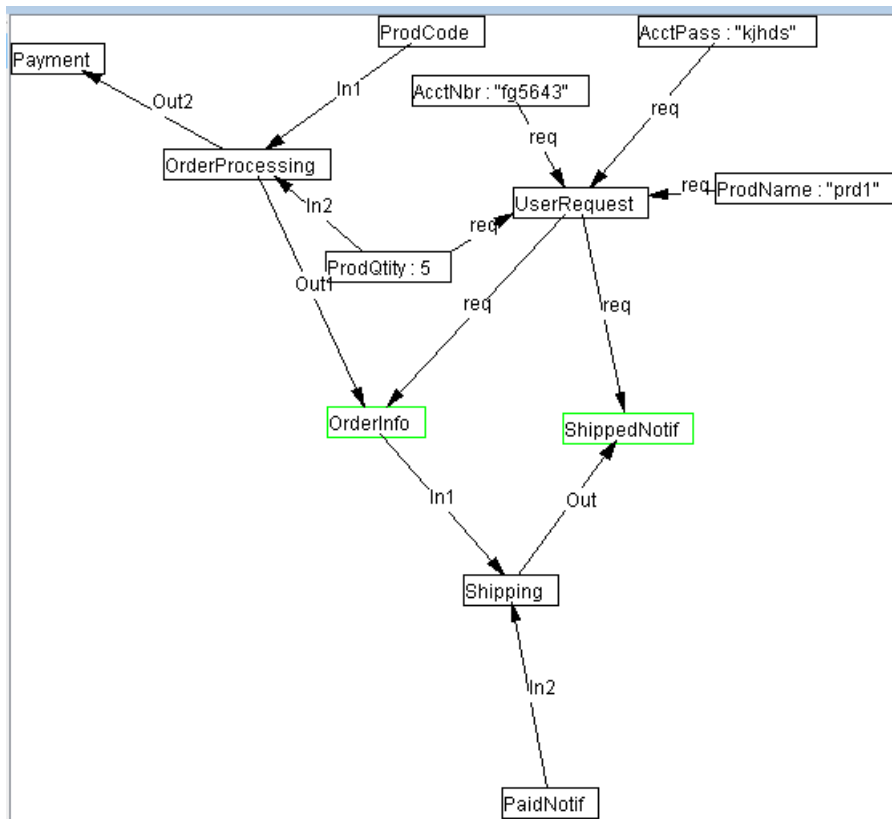 ProdCode
AcctPass : "kjhds"
Payment
In1
AcctNbr : "fg5643"
Out2
req
req
OrderProcessing
req
ProdName : "prd1"
In2
UserRequest
req
ProdQtity : 5
Out1
req
req
OrderInfo
ShippedNotif
In1
Out
Shipping
In2
PaidNotif